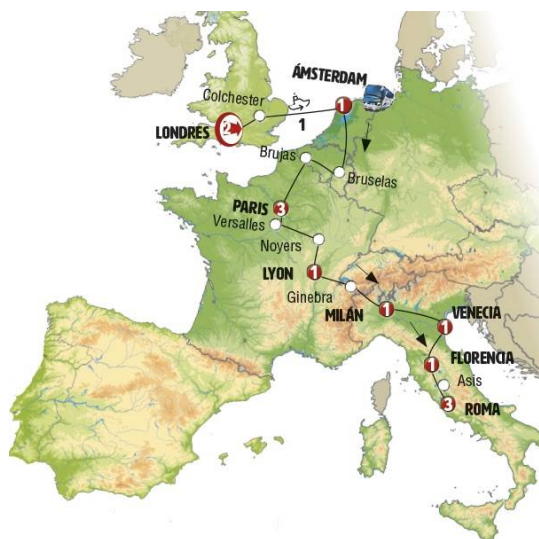 ÁMSTERDAM
1
Colchester
1
LONDRES
2
Brujas
Bruselas
PARIS
3
Versalles
Noyers
LYON
1
Ginebra
MILÁN
1
VENECIA
1
FLORENCIA
1
Asis
ROMA
3